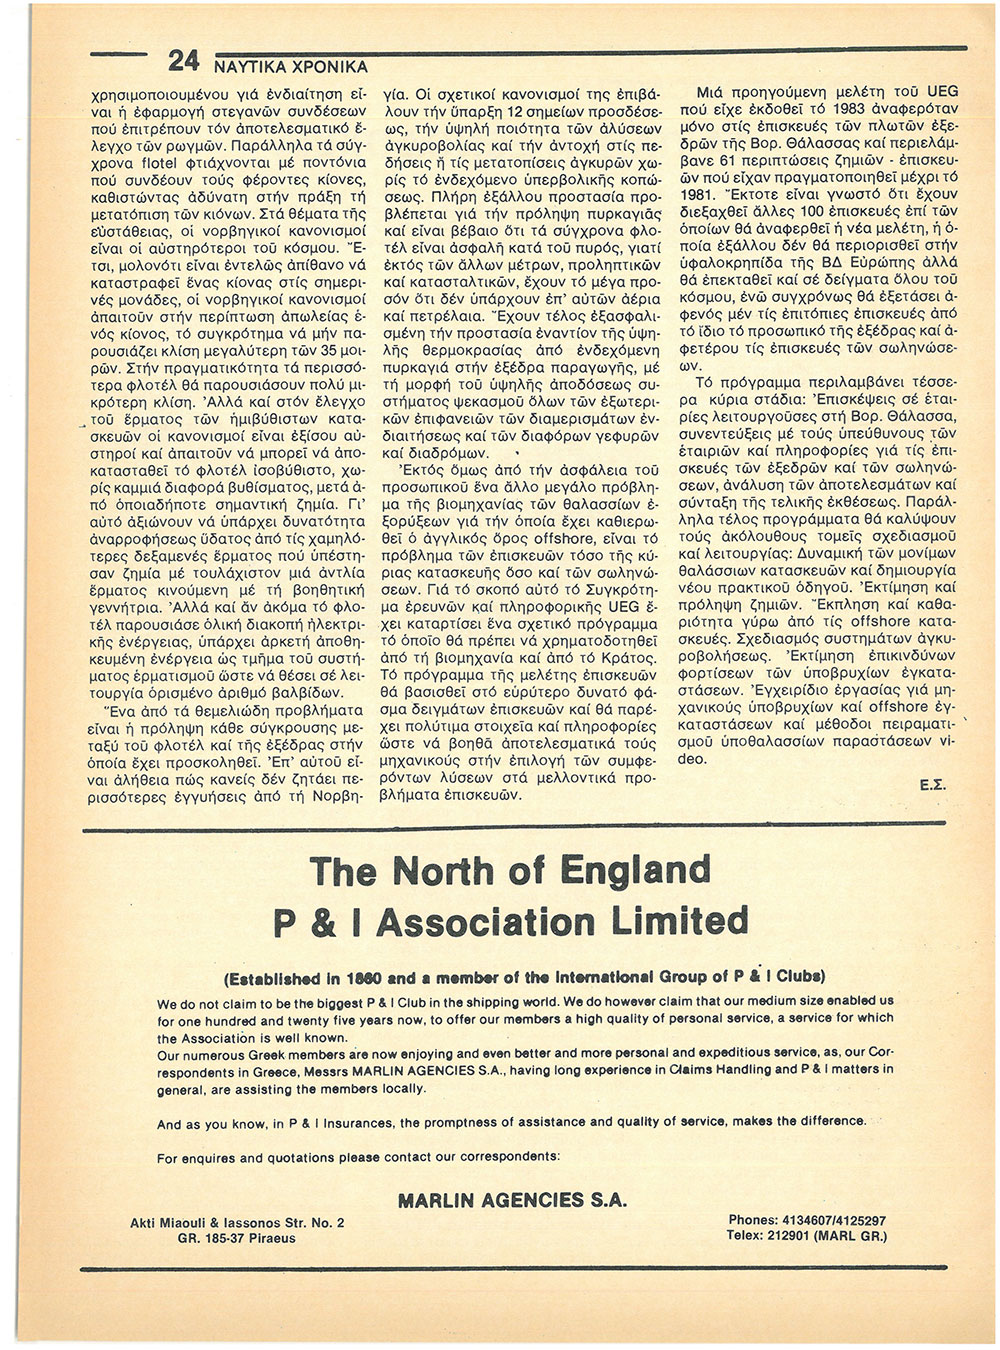 24 ΝΑΥΤΙΚΑ ΧΡΟΝΙΚΑ
χρησιμοποιουμένου γιά ἐνδιαίτηση εἶ-
ναι ἡ ἐφαρμογή στεγανῶν συνδέσεων
πού ἐπιτρέπουν τόν ἀποτελεσματικό ἔ-
λεγχο τῶν ρωγμῶν. Παράλληλα τά σύγ-
χρονα flotel φτιάχνονται μέ ποντόνια
πού συνδέουν τούς φέροντες κίονες,
καθιστώντας ἀδύνατη στήν πράξη τή
μετατόπιση τῶν κιόνων. Στά θέματα τῆς
εὐστάθειας, οἱ νορβηγικοί κανονισμοί
εἶναι οἱ αὐστηρότεροι τοῦ κόσμου. Ἔ-
τσι, μολονότι εἶναι ἐντελῶς ἀπίθανο νά
καταστραφεῖ ἕνας κίονας στίς σημερι-
νές μονάδες, οἱ νορβηγικοί κανονισμοί
ἀπαιτοῦν στήν περίπτωση ἀπωλείας ἑ-
νός κίονος, τό συγκρότημα νά μήν πα-
ρουσιάζει κλίση μεγαλύτερη τῶν 35 μοι-
ρῶν. Στήν πραγματικότητα τά περισσό-
τερα φλοτέλ θά παρουσιάσουν πολύ μι-
κρότερη κλίση. Ἀλλά καί στόν ἔλεγχο
τοῦ ἕρματος τῶν ἡμιβύθιστων κατα-
σκευῶν οἱ κανονισμοί εἶναι ἐξίσου αὐ-
στηροί καί ἀπαιτοῦν νά μπορεῖ νά ἀπο-
κατασταθεῖ τό φλοτέλ ἰσοβύθιστο, χω-
ρίς καμμιά διαφορά βυθίσματος, μετά ἀ-
πό ὁποιαδήποτε σημαντική ζημία. Γι'
αὐτό ἀξιώνουν νά ὑπάρχει δυνατότητα
ἀναρροφήσεως ὕδατος ἀπό τίς χαμηλό-
τερες δεξαμενές ἕρματος πού ὑπέστη-
σαν ζημία μέ τουλάχιστον μιά ἀντλία
ἕρματος κινούμενη μέ τή βοηθητική
γεννήτρια. Ἀλλά καί ἄν ἀκόμα τό φλο-
τέλ παρουσιάσε ὁλική διακοπή ἠλεκτρι-
κῆς ἐνέργειας, ὑπάρχει ἀρκετή ἀποθη-
κευμένη ἐνέργεια ὡς τμῆμα τοῦ συστή-
ματος ἑρματισμοῦ ὥστε νά θέσει σέ λει-
τουργία ὁρισμένο ἀριθμό βαλβίδων.
Ἕνα ἀπό τά θεμελιώδη προβλήματα
εἶναι ἡ πρόληψη κάθε σύγκρουσης με-
ταξύ τοῦ φλοτέλ καί τῆς ἐξέδρας στήν
ὁποία ἔχει προσκοληθεῖ. Ἐπ' αὐτοῦ εἶ-
ναι ἀλήθεια πώς κανείς δέν ζητάει πε-
ρισσότερες ἐγγυήσεις ἀπό τή Νορβη-
γία. Οἱ σχετικοί κανονισμοί της ἐπιβά-
λουν τήν ὕπαρξη 12 σημείων προσδέσε-
ως, τήν ὑψηλή ποιότητα τῶν ἀλύσεων
ἀγκυροβολίας καί τήν ἀντοχή στίς πε-
δήσεις ἤ τίς μετατοπίσεις ἀγκυρῶν χω-
ρίς τό ἐνδεχόμενο ὑπερβολικῆς κοπώ-
σεως. Πλήρη ἐξάλλου προστασία προ-
βλέπεται γιά τήν πρόληψη πυρκαγιᾶς
καί εἶναι βέβαιο ὅτι τά σύγχρονα φλο-
τέλ εἶναι ἀσφαλῆ κατά τοῦ πυρός, γιατί
ἐκτός τῶν ἄλλων μέτρων, προληπτικῶν
καί κατασταλτικῶν, ἔχουν τό μέγα προ-
σόν ὅτι δέν ὑπάρχουν ἐπ' αὐτῶν ἀέρια
καί πετρέλαια. Ἔχουν τέλος ἐξασφαλι-
σμένη τήν προστασία ἐναντίον τῆς ὑψη-
λῆς θερμοκρασίας ἀπό ἐνδεχόμενη
πυρκαγιά στήν ἐξέδρα παραγωγῆς, μέ
τή μορφή τοῦ ὑψηλῆς ἀποδόσεως συ-
στήματος ψεκασμοῦ ὅλων τῶν ἐξωτερι-
κῶν ἐπιφανειῶν τῶν διαμερισμάτων ἐν-
διαιτήσεως καί τῶν διαφόρων γεφυρῶν
καί διαδρόμων.
Ἐκτός ὅμως ἀπό τήν ἀσφάλεια τοῦ
προσωπικοῦ ἕνα ἄλλο μεγάλο πρόβλη-
μα τῆς βιομηχανίας τῶν θαλασσίων ἐ-
ξορύξεων γιά τήν ὁποία ἔχει καθιερω-
θεῖ ὁ ἀγγλικός ὅρος offshore, εἶναι τό
πρόβλημα τῶν ἐπισκευῶν τόσο τῆς κύ-
ριας κατασκευῆς ὅσο καί τῶν σωληνώ-
σεων. Γιά τό σκοπό αὐτό τό Συγκρότη-
μα ἐρευνῶν καί πληροφορικῆς UEG ἔ-
χει καταρτίσει ἕνα σχετικό πρόγραμμα
τό ὁποῖο θά πρέπει νά χρηματοδοτηθεῖ
ἀπό τή βιομηχανία καί ἀπό τό Κράτος.
Τό πρόγραμμα τῆς μελέτης ἐπισκευῶν
θά βασισθεῖ στό εὐρύτερο δυνατό φά-
σμα δειγμάτων ἐπισκευῶν καί θά παρέ-
χει πολύτιμα στοιχεῖα καί πληροφορίες
ὥστε νά βοηθᾶ ἀποτελεσματικά τούς
μηχανικούς στήν ἐπιλογή τῶν συμφε-
ρόντων λύσεων στά μελλοντικά προ-
βλήματα ἐπισκευῶν.
Μιά προηγούμενη μελέτη τοῦ UEG
πού εἶχε ἐκδοθεῖ τό 1983 ἀναφερόταν
μόνο στίς ἐπισκευές τῶν πλωτῶν ἐξε-
δρῶν τῆς Βορ. Θάλασσας καί περιελάμ-
βανε 61 περιπτώσεις ζημιῶν - ἐπισκευ-
ῶν πού εἶχαν πραγματοποιηθεῖ μέχρι τό
1981. Ἔκτοτε εἶναι γνωστό ὅτι ἔχουν
διεξαχθεῖ ἄλλες 100 ἐπισκευές ἐπί τῶν
ὁποίων θά ἀναφερθεῖ ἡ νέα μελέτη, ἡ ὁ-
ποία ἐξάλλου δέν θά περιορισθεῖ στήν
ὑφαλοκρηπίδα τῆς ΒΔ Εὐρώπης ἀλλά
θά ἐπεκταθεῖ καί σέ δείγματα ὅλου τοῦ
κόσμου, ἐνῶ συγχρόνως θά ἐξετάσει ἀ-
φενός μέν τίς ἐπιτόπιες ἐπισκευές ἀπό
τό ἴδιο τό προσωπικό τῆς ἐξέδρας καί ἀ-
φετέρου τίς ἐπισκευές τῶν σωληνώσε-
ων.
Τό πρόγραμμα περιλαμβάνει τέσσε-
ρα κύρια στάδια: Ἐπισκέψεις σέ ἑται-
ρίες λειτουργοῦσες στή Βορ. Θάλασσα,
συνεντεύξεις μέ τούς ὑπεύθυνους τῶν
ἑταιριῶν καί πληροφορίες γιά τίς ἐπι-
σκευές τῶν ἐξεδρῶν καί τῶν σωληνώ-
σεων, ἀνάλυση τῶν ἀποτελεσμάτων καί
σύνταξη τῆς τελικῆς ἐκθέσεως. Παράλ-
ληλα τέλος προγράμματα θά καλύψουν
τούς ἀκόλουθους τομεῖς σχεδιασμοῦ
καί λειτουργίας: Δυναμική τῶν μονίμων
θαλάσσιων κατασκευῶν καί δημιουργία
νέου πρακτικοῦ ὁδηγοῦ. Ἐκτίμηση καί
πρόληψη ζημιῶν. Ἔκπληση καί καθα-
ριότητα γύρω ἀπό τίς offshore κατα-
σκευές. Σχεδιασμός συστημάτων ἀγκυ-
ροβολήσεως. Ἐκτίμηση ἐπικινδύνων
φορτίσεων τῶν ὑποβρυχίων ἐγκατα-
στάσεων. Ἐγχειρίδιο ἐργασίας γιά μη-
χανικούς ὑποβρυχίων καί offshore ἐγ-
καταστάσεων καί μέθοδοι πειραματι-
σμοῦ ὑποθαλασσίων παραστάσεων vi-
deo.
Ε.Σ.
The North of England
P & I Association Limited
(Established in 1860 and a member of the International Group of P & I Clubs)
We do not claim to be the biggest P & I Club in the shipping world. We do however claim that our medium size enabled us
for one hundred and twenty five years now, to offer our members a high quality of personal service, a service for which
the Association is well known.
Our numerous Greek members are now enjoying and even better and more personal and expeditious service, as, our Cor-
respondents in Greece, Messrs MARLIN AGENCIES S.A., having long experience in Claims Handling and P & I matters in
general, are assisting the members locally.
And as you know, in P & I Insurances, the promptness of assistance and quality of service, makes the difference.
For enquires and quotations please contact our correspondents:
MARLIN AGENCIES S.A.
Akti Miaouli & Iassonos Str. No. 2
GR. 185-37 Piraeus
Phones: 4134607/4125297
Telex: 212901 (MARL GR.)